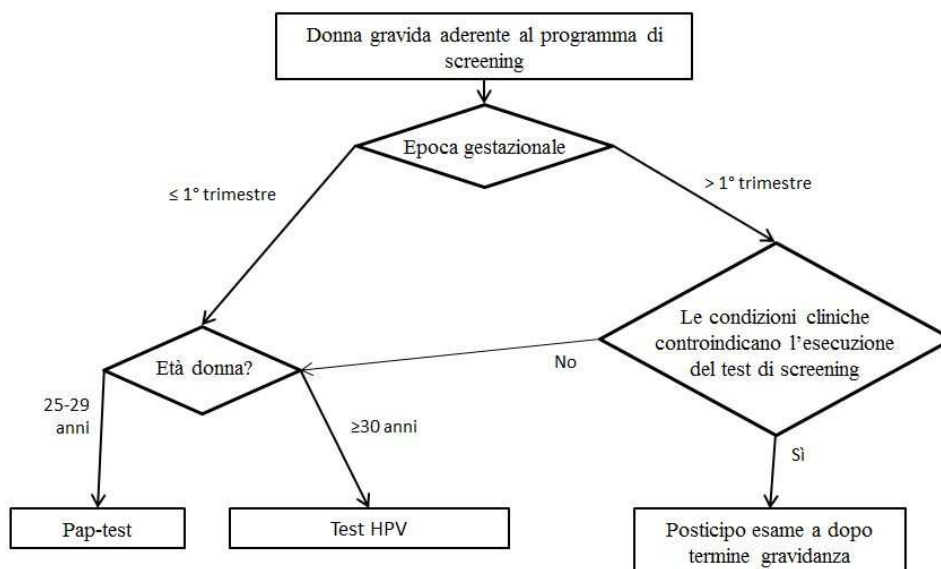 Donna gravida aderente al programma di
screening
Epoca gestazionale
≤ 1° trimestre
> 1° trimestre
Le condizioni cliniche
controindicano l’esecuzione
del test di screening
Età donna?
No
25-29
anni
≥30 anni
Sì
Pap-test
Test HPV
Posticipo esame a dopo
termine gravidanza